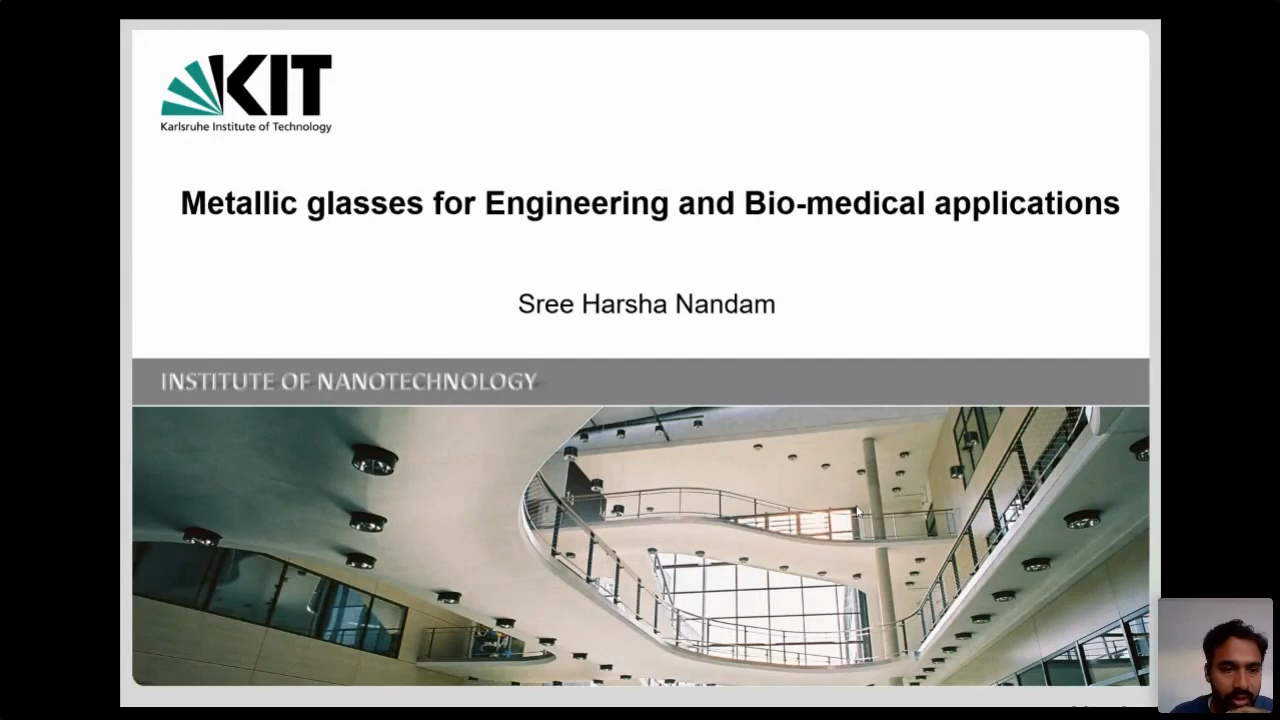 KIT
Karlsruhe Institute of Technology
Metallic glasses for Engineering and Bio-medical applications
Sree Harsha Nandam
INSTITUTE OF NANOTECHNOLOGY